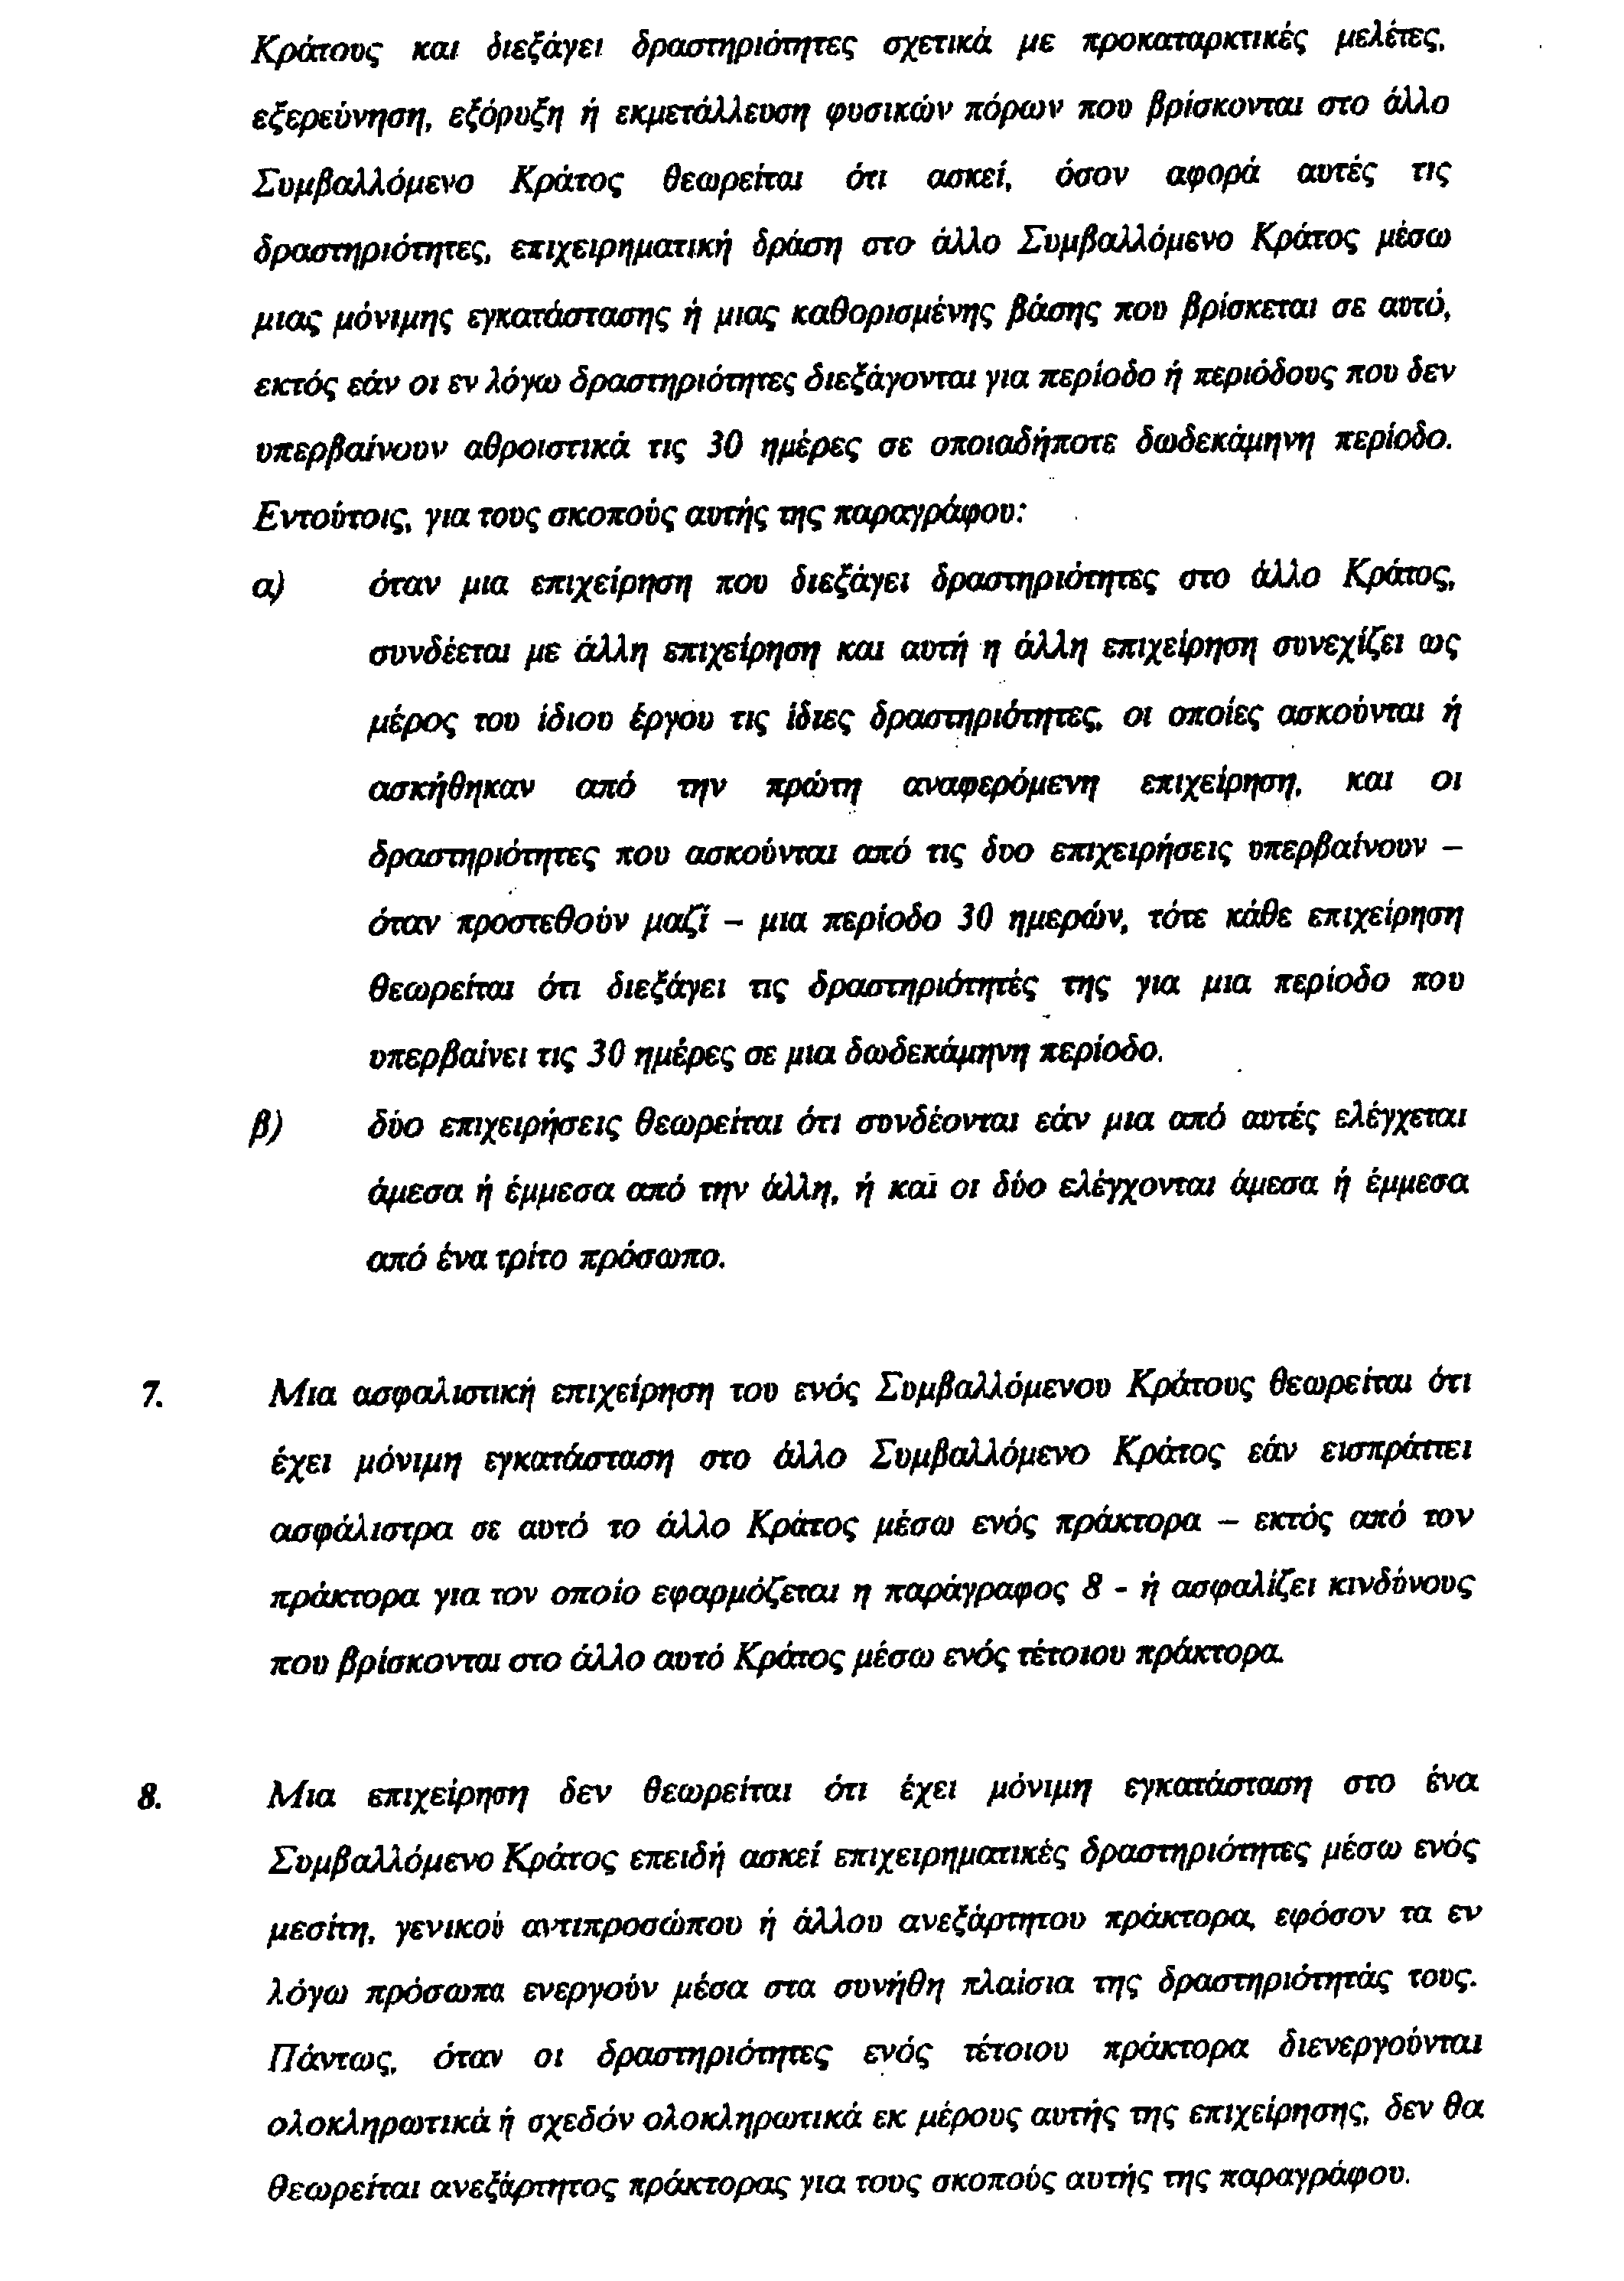 Κράτους και διεξάγει δραστηριότητες σχετικά με προκαταρκτικές μελέτες,
εξερεύνηση, εξόρυξη ή εκμετάλλευση φυσικών πόρων που βρίσκονται στο άλλο
Συμβαλλόμενο Κράτος θεωρείται ότι ασκεί, όσον αφορά αυτές τις
δραστηριότητες, επιχειρηματική δράση στο άλλο Συμβαλλόμενο Κράτος μέσω
μιας μόνιμης εγκατάστασης ή μιας καθορισμένης βάσης που βρίσκεται σε αυτό,
εκτός εάν οι εν λόγω δραστηριότητες διεξάγονται για περίοδο ή περιόδους που δεν
υπερβαίνουν αθροιστικά τις 30 ημέρες σε οποιαδήποτε δωδεκάμηνη περίοδο.
Εντούτοις, για τους σκοπούς αυτής της παραγράφου:
α) όταν μια επιχείρηση που διεξάγει δραστηριότητες στο άλλο Κράτος,
συνδέεται με άλλη επιχείρηση και αυτή η άλλη επιχείρηση συνεχίζει ως
μέρος του ίδιου έργου τις ίδιες δραστηριότητες, οι οποίες ασκούνται ή
ασκήθηκαν από την πρώτη αναφερόμενη επιχείρηση, και οι
δραστηριότητες που ασκούνται από τις δυο επιχειρήσεις υπερβαίνουν –
όταν προστεθούν μαζί – μια περίοδο 30 ημερών, τότε κάθε επιχείρηση
θεωρείται ότι διεξάγει τις δραστηριότητές της για μια περίοδο που
υπερβαίνει τις 30 ημέρες σε μια δωδεκάμηνη περίοδο.
β) δύο επιχειρήσεις θεωρείται ότι συνδέονται εάν μια από αυτές ελέγχεται
άμεσα ή έμμεσα από την άλλη, ή και οι δύο ελέγχονται άμεσα ή έμμεσα
από ένα τρίτο πρόσωπο.
7. Μια ασφαλιστική επιχείρηση του ενός Συμβαλλόμενου Κράτους θεωρείται ότι
έχει μόνιμη εγκατάσταση στο άλλο Συμβαλλόμενο Κράτος εάν εισπράττει
ασφάλιστρα σε αυτό το άλλο Κράτος μέσω ενός πράκτορα – εκτός από τον
πράκτορα για τον οποίο εφαρμόζεται η παράγραφος 8 - ή ασφαλίζει κινδύνους
που βρίσκονται στο άλλο αυτό Κράτος μέσω ενός τέτοιου πράκτορα.
8. Μια επιχείρηση δεν θεωρείται ότι έχει μόνιμη εγκατάσταση στο ένα
Συμβαλλόμενο Κράτος επειδή ασκεί επιχειρηματικές δραστηριότητες μέσω ενός
μεσίτη, γενικού αντιπροσώπου ή άλλου ανεξάρτητου πράκτορα, εφόσον τα εν
λόγω πρόσωπα ενεργούν μέσα στα συνήθη πλαίσια της δραστηριότητάς τους.
Πάντως, όταν οι δραστηριότητες ενός τέτοιου πράκτορα διενεργούνται
ολοκληρωτικά ή σχεδόν ολοκληρωτικά εκ μέρους αυτής της επιχείρησης, δεν θα
θεωρείται ανεξάρτητος πράκτορας για τους σκοπούς αυτής της παραγράφου.